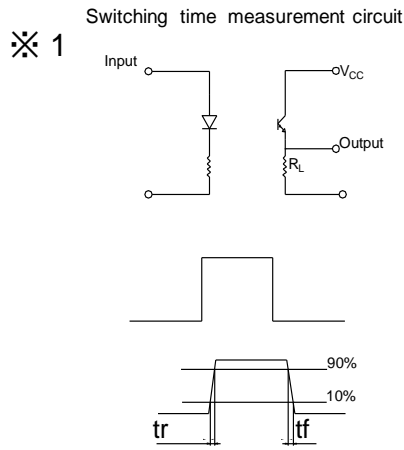 Switching time measurement circuit
※ 1
Input
VCC
Output
RL
90%
10%
tr
tf